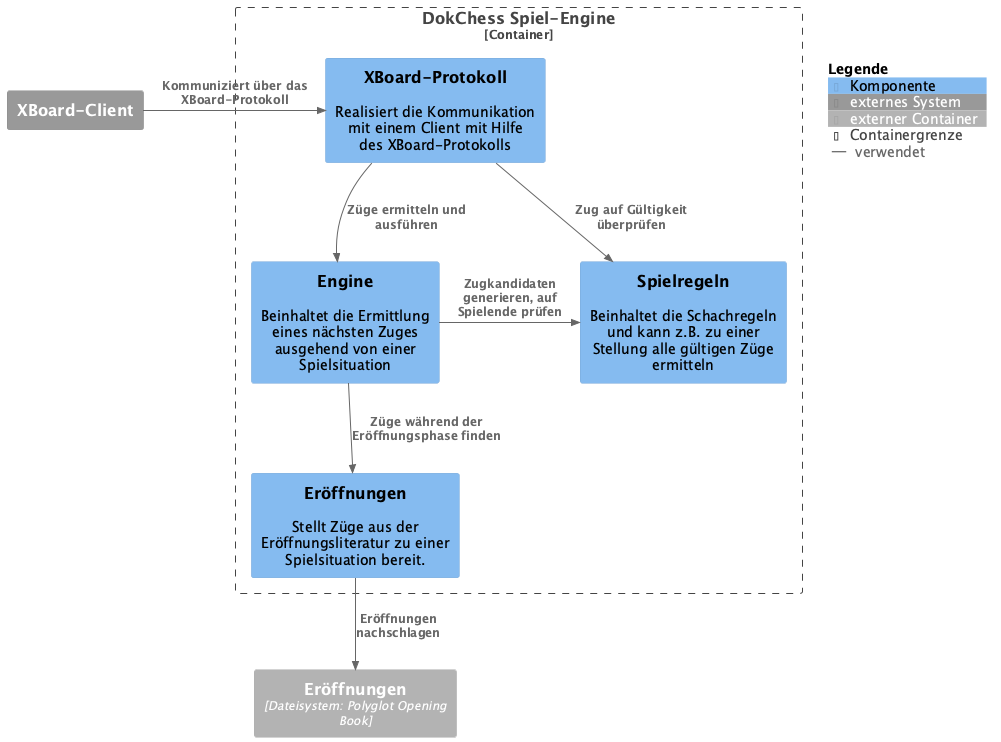 DokChess Spiel-Engine
[Container]
XBoard-Client
Kommuniziert über das
XBoard-Protokoll
XBoard-Protokoll
Realisiert die Kommunikation
mit einem Client mit Hilfe
des XBoard-Protokolls
Legende
Komponente
externes System
externer Container
Containergrenze
verwendet
Züge ermitteln und
ausführen
Zug auf Gültigkeit
überprüfen
Engine
Beinhaltet die Ermittlung
eines nächsten Zuges
ausgehend von einer
Spielsituation
Zugkandidaten
generieren, auf
Spielende prüfen
Spielregeln
Beinhaltet die Schachregeln
und kann z.B. zu einer
Stellung alle gültigen Züge
ermitteln
Züge während der
Eröffnungsphase finden
Eröffnungen
Stellt Züge aus der
Eröffnungsliteratur zu einer
Spielsituation bereit.
Eröffnungen
nachschlagen
Eröffnungen
[Dateisystem: Polyglot Opening
Book]